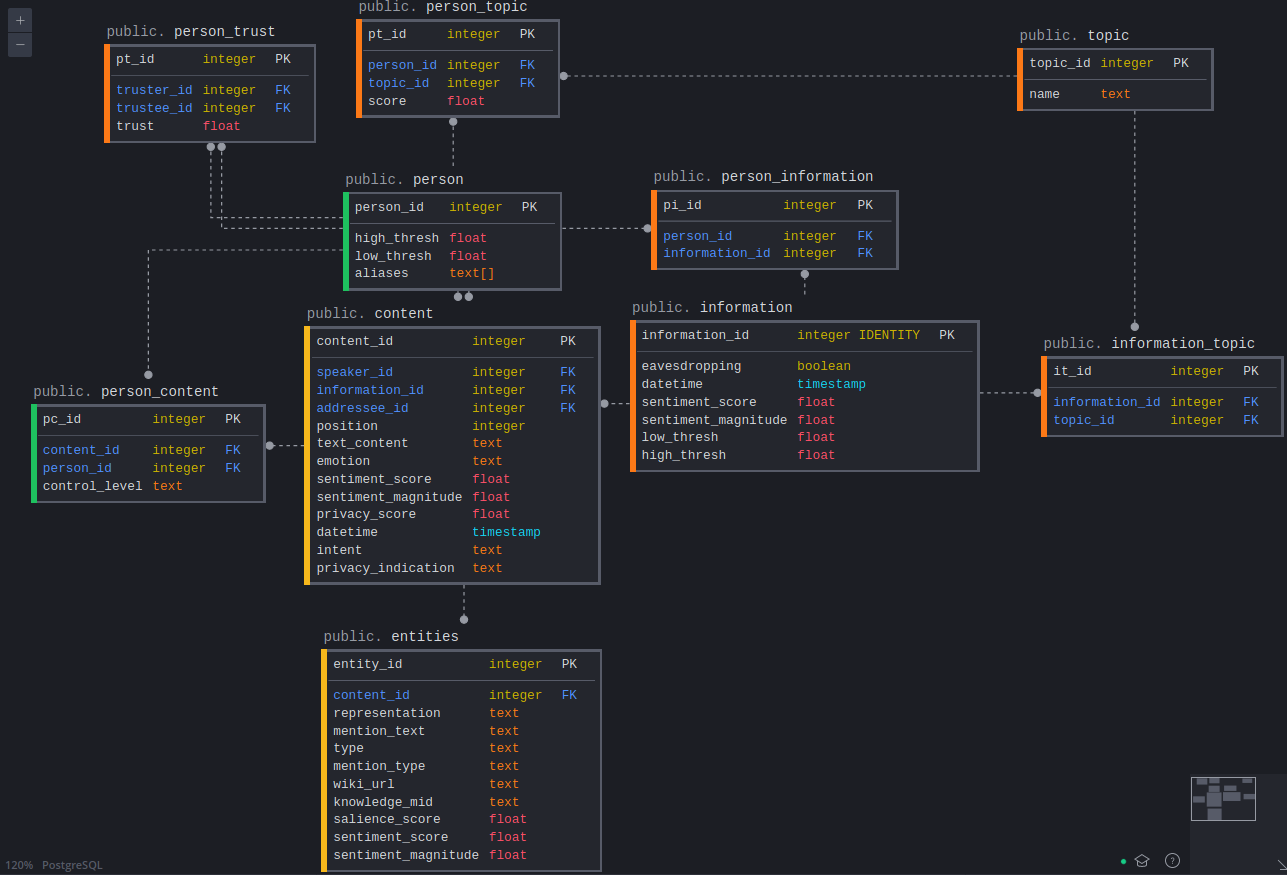 +
−
public. person_trust
pt_id integer PK
truster_id integer FK
trustee_id integer FK
trust float
public. person_topic
pt_id integer PK
person_id integer FK
topic_id integer FK
score float
public. topic
topic_id integer PK
name text
public. person
person_id integer PK
high_thresh float
low_thresh float
aliases text[]
public. person_information
pi_id integer PK
person_id integer FK
information_id integer FK
public. content
content_id integer PK
speaker_id integer FK
information_id integer FK
addressee_id integer FK
position integer
text_content text
emotion text
sentiment_score float
sentiment_magnitude float
privacy_score float
datetime timestamp
intent text
privacy_indication text
public. information
information_id integer IDENTITY PK
eavesdropping boolean
datetime timestamp
sentiment_score float
sentiment_magnitude float
low_thresh float
high_thresh float
public. information_topic
it_id integer PK
information_id integer FK
topic_id integer FK
public. person_content
pc_id integer PK
content_id integer FK
person_id integer FK
control_level text
public. entities
entity_id integer PK
content_id integer FK
representation text
mention_text text
type text
mention_type text
wiki_url text
knowledge_mid text
salience_score float
sentiment_score float
sentiment_magnitude float
120% PostgreSQL
?